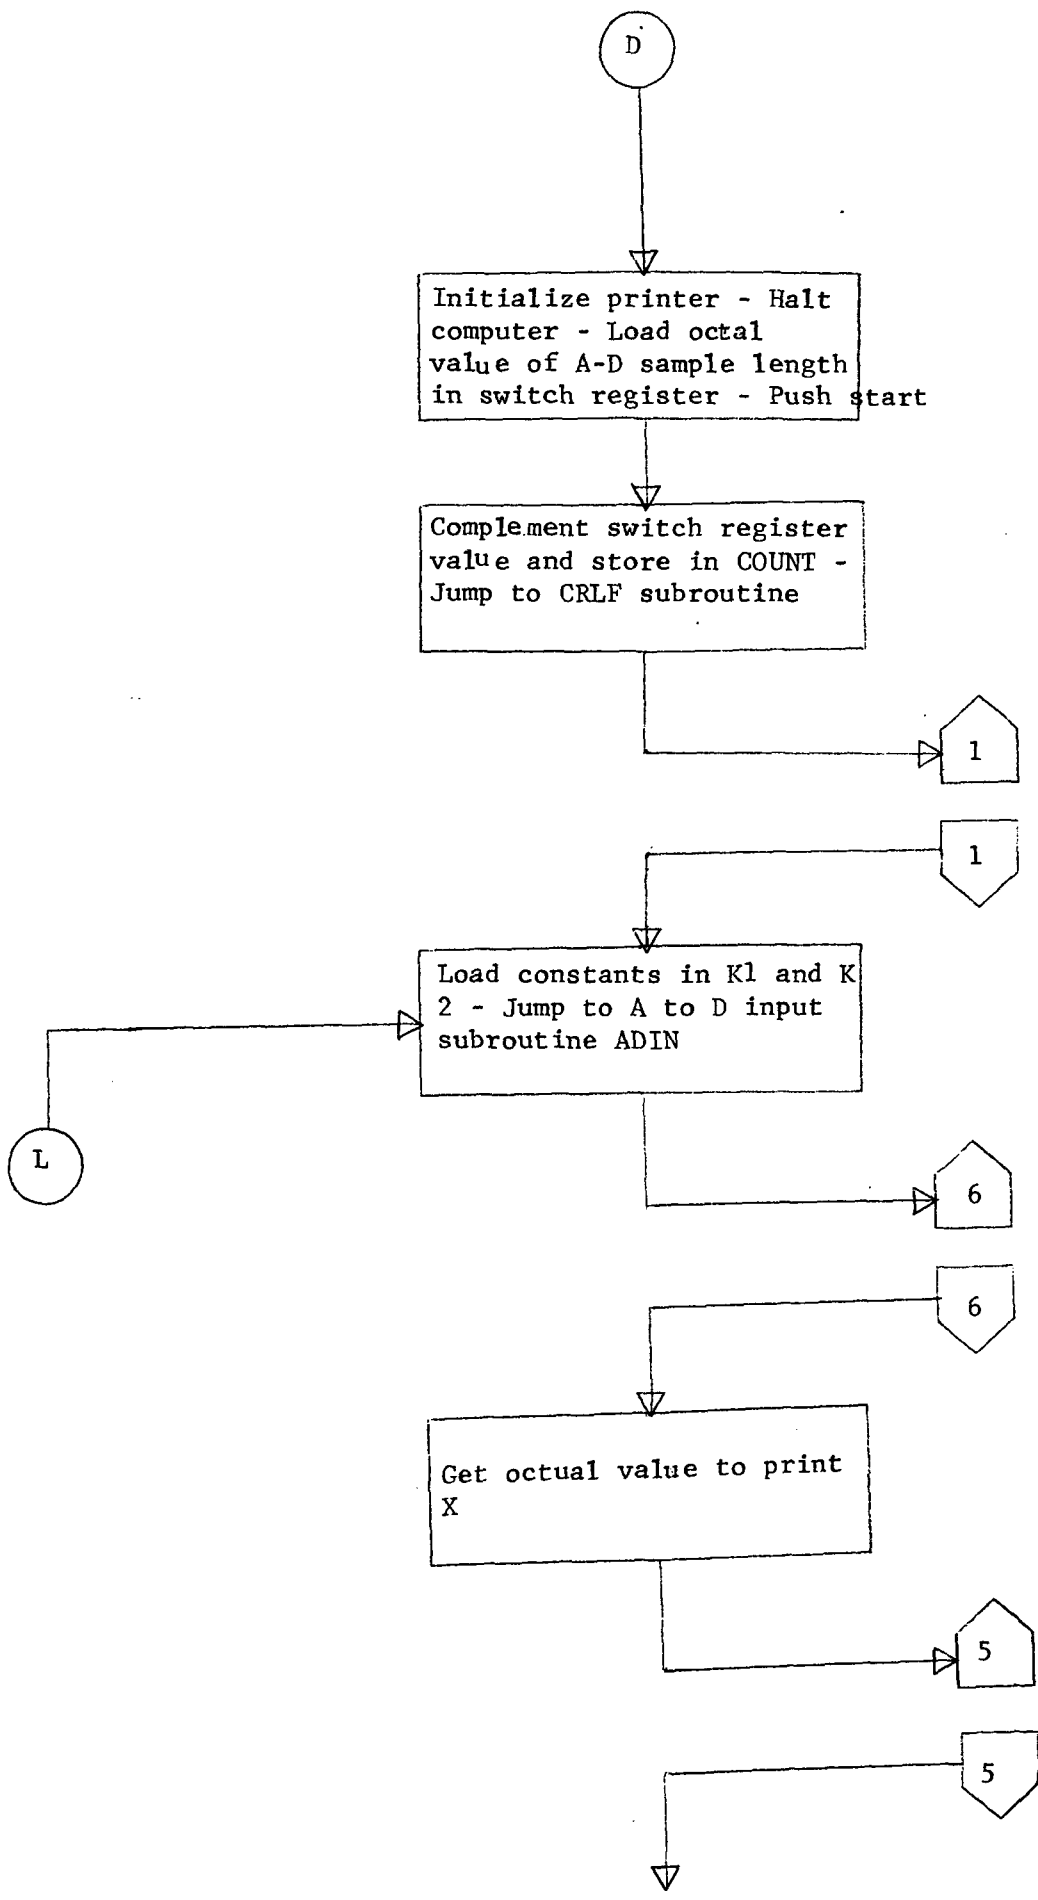 D
Initialize printer - Halt
computer - Load octal
value of A-D sample length
in switch register - Push start
Complement switch register
value and store in COUNT -
Jump to CRLF subroutine
1
1
Load constants in K1 and K
2 - Jump to A to D input
subroutine ADIN
L
6
6
Get octual value to print
X
5
5